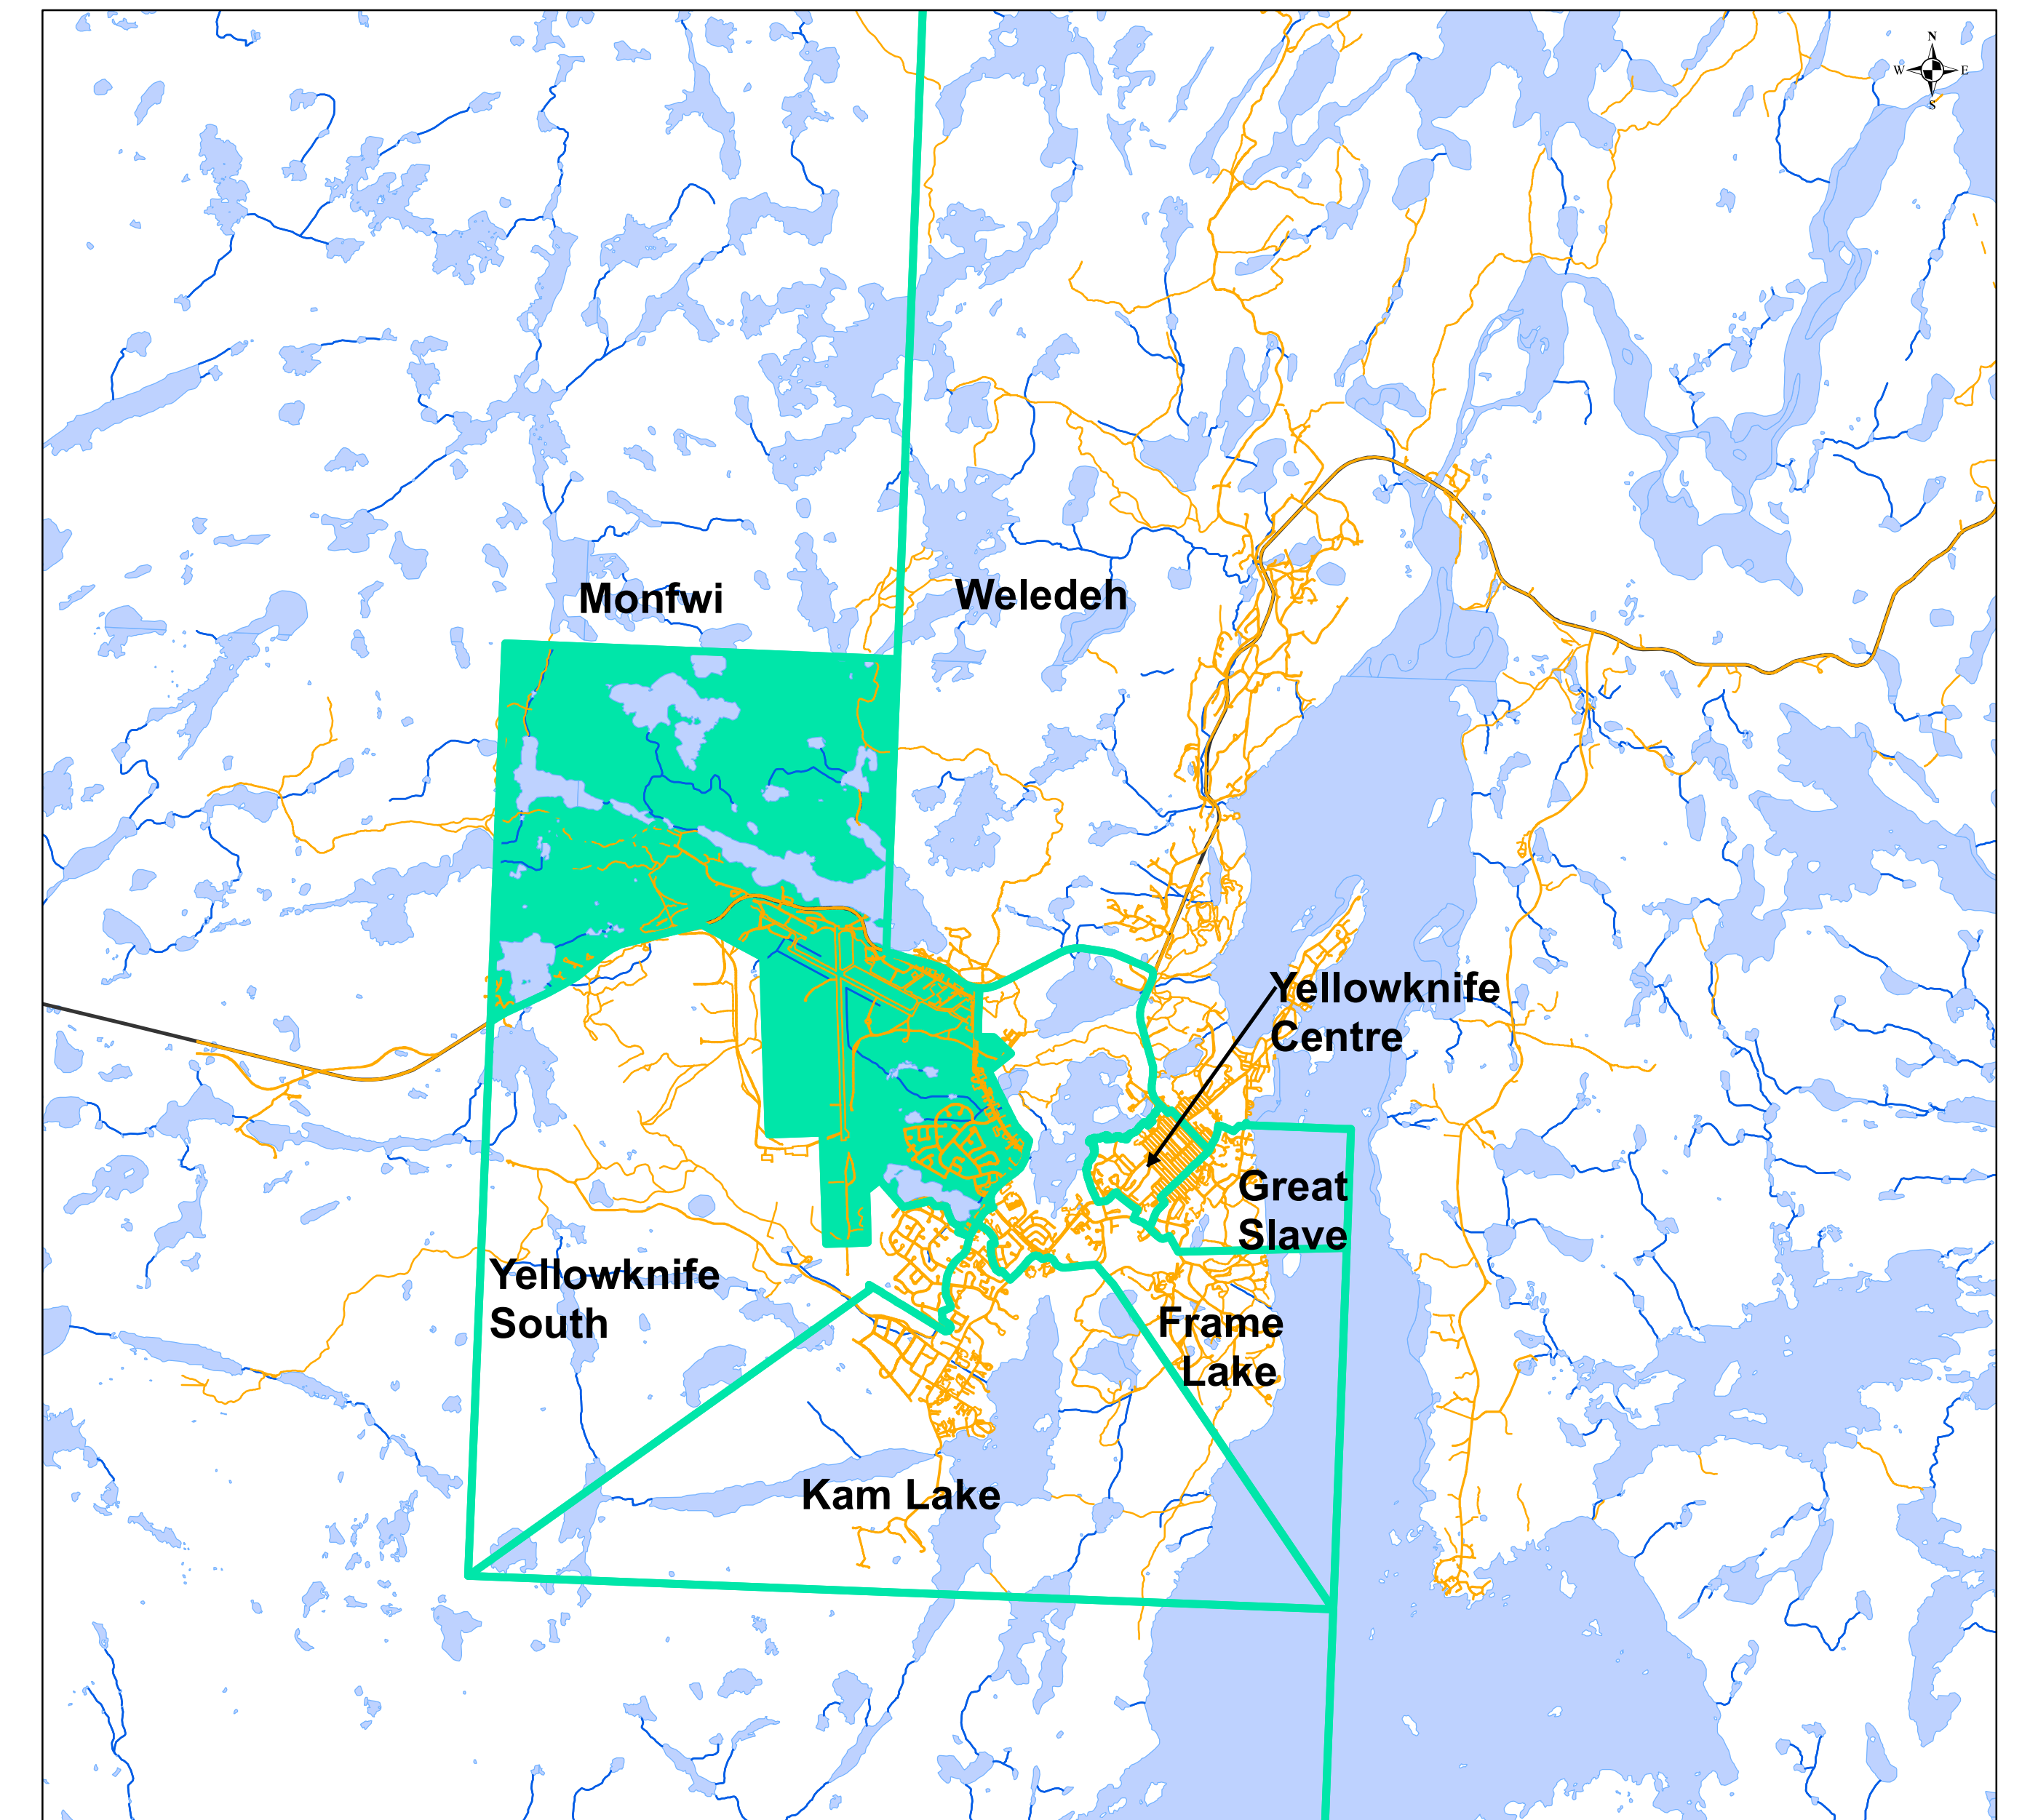 N
W E
S
Monfwi
Weledeh
Yellowknife
Centre
Great
Slave
Yellowknife
South
Frame
Lake
Kam Lake